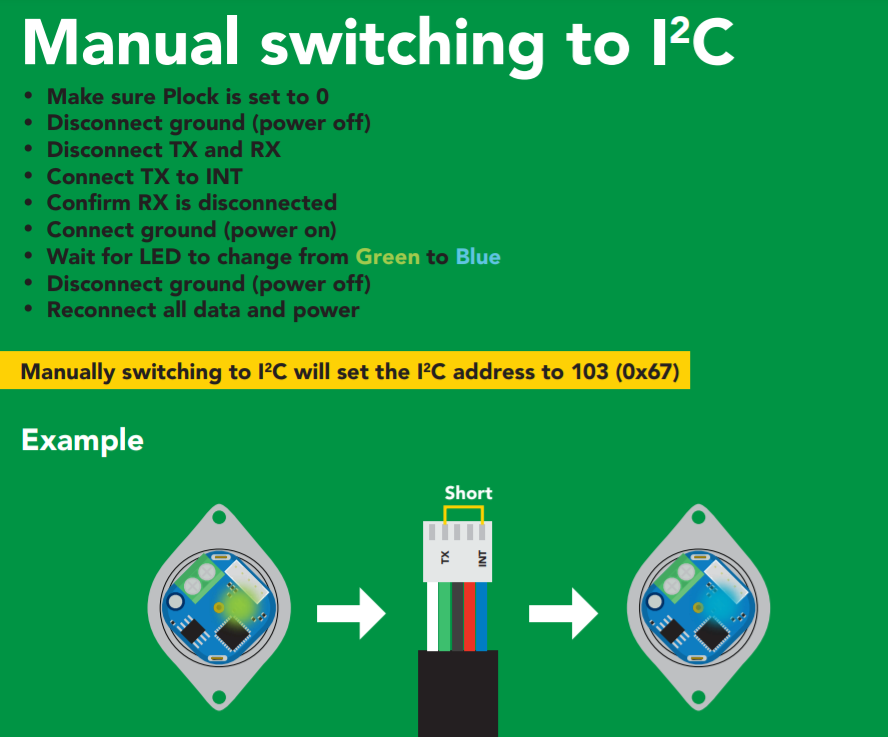 Manual switching to I²C
• Make sure Plock is set to 0
• Disconnect ground (power off)
• Disconnect TX and RX
• Connect TX to INT
• Confirm RX is disconnected
• Connect ground (power on)
• Wait for LED to change from Green to Blue
• Disconnect ground (power off)
• Reconnect all data and power
Manually switching to I²C will set the I²C address to 103 (0x67)
Example
Short
TX
INT